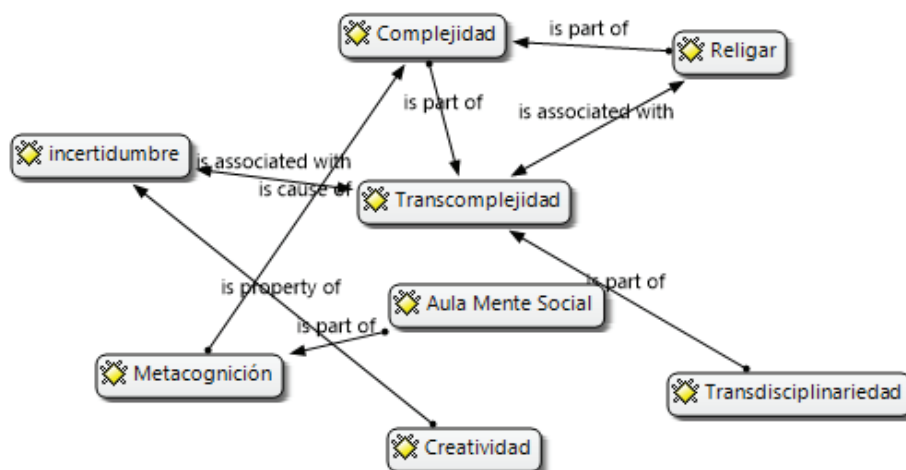 Complejidad
is part of
Religar
is part of
is associated with
incertidumbre
is associated with
is cause of
Transcomplejidad
is property of
Aula Mente Social
is part of
is part of
Metacognición
Transdisciplinariedad
Creatividad